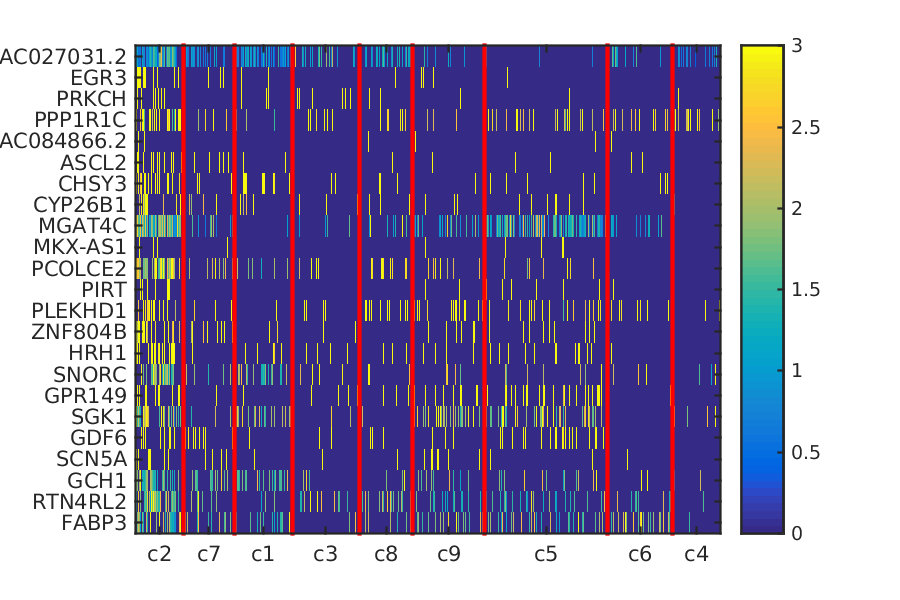 AC027031.2
EGR3
PRKCH
PPP1R1C
AC084866.2
ASCL2
CHSY3
CYP26B1
MGAT4C
MKX-AS1
PCOLCE2
PIRT
PLEKHD1
ZNF804B
HRH1
SNORC
GPR149
SGK1
GDF6
SCN5A
GCH1
RTN4RL2
FABP3
c2 c7 c1 c3 c8 c9 c5 c6 c4
3
2.5
2
1.5
1
0.5
0